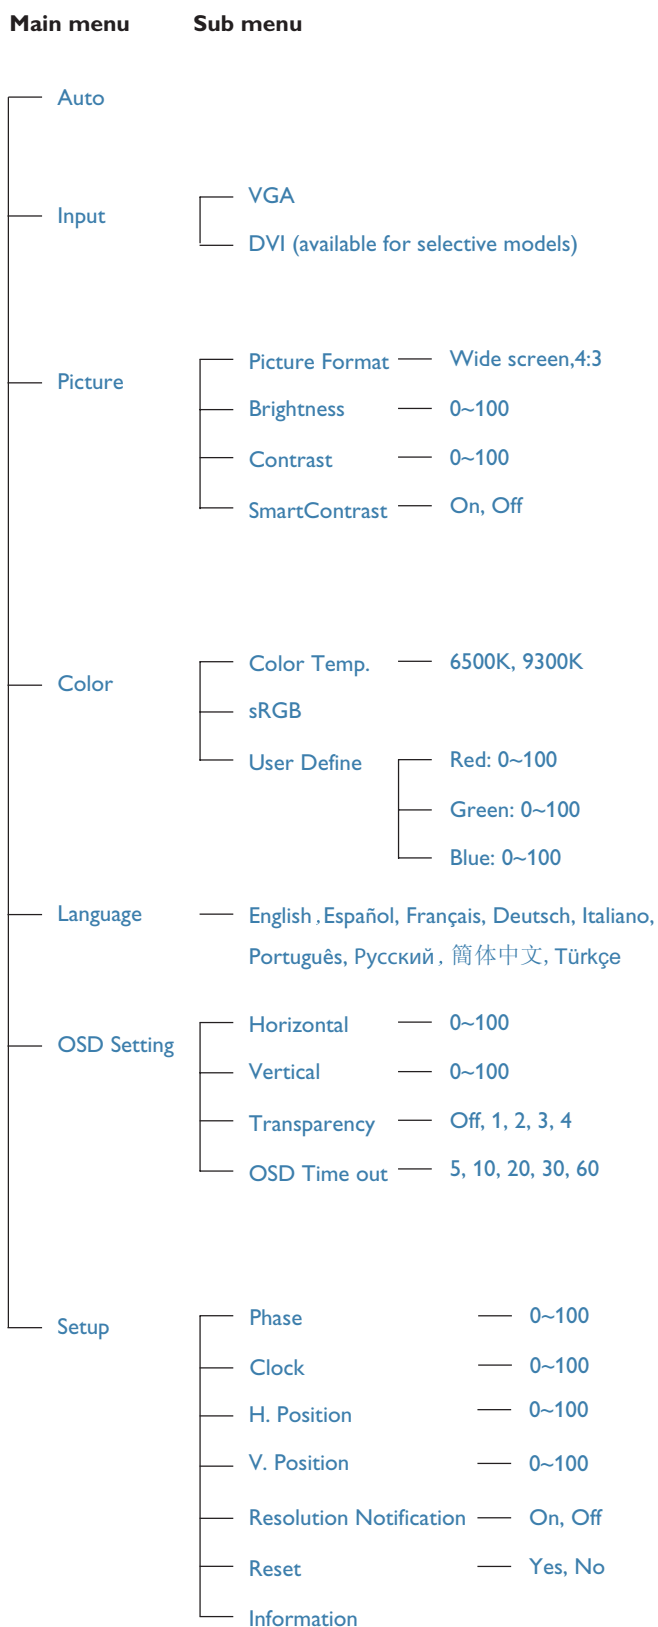 Main menu Sub menu
Auto
Input
VGA
DVI (available for selective models)
Picture
Picture Format Wide screen,4:3
Brightness 0~100
Contrast 0~100
SmartContrast On, Off
Color
Color Temp. 6500K, 9300K
sRGB
User Define Red: 0~100
Green: 0~100
Blue: 0~100
Language English, Español, Français, Deutsch, Italiano,
Português, Русский, 簡体中文, Türkçe
OSD Setting
Horizontal 0~100
Vertical 0~100
Transparency Off, 1, 2, 3, 4
OSD Time out 5, 10, 20, 30, 60
Setup
Phase 0~100
Clock 0~100
H. Position 0~100
V. Position 0~100
Resolution Notification On, Off
Reset Yes, No
Information